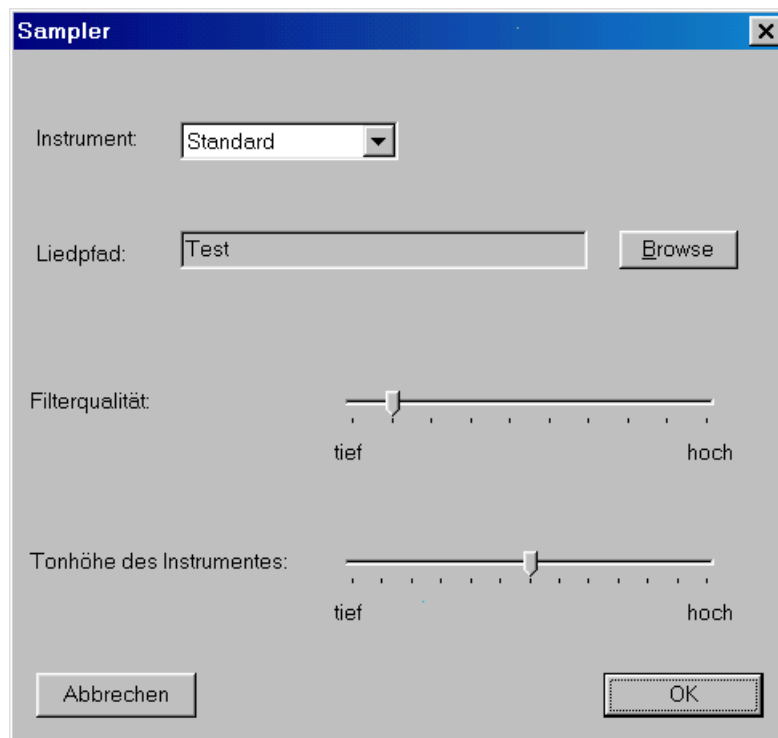 Sampler
Instrument: Standard
Liedpfad: Test Browse
Filterqualität:
tief hoch
Tonhöhe des Instrumentes:
tief hoch
Abbrechen OK